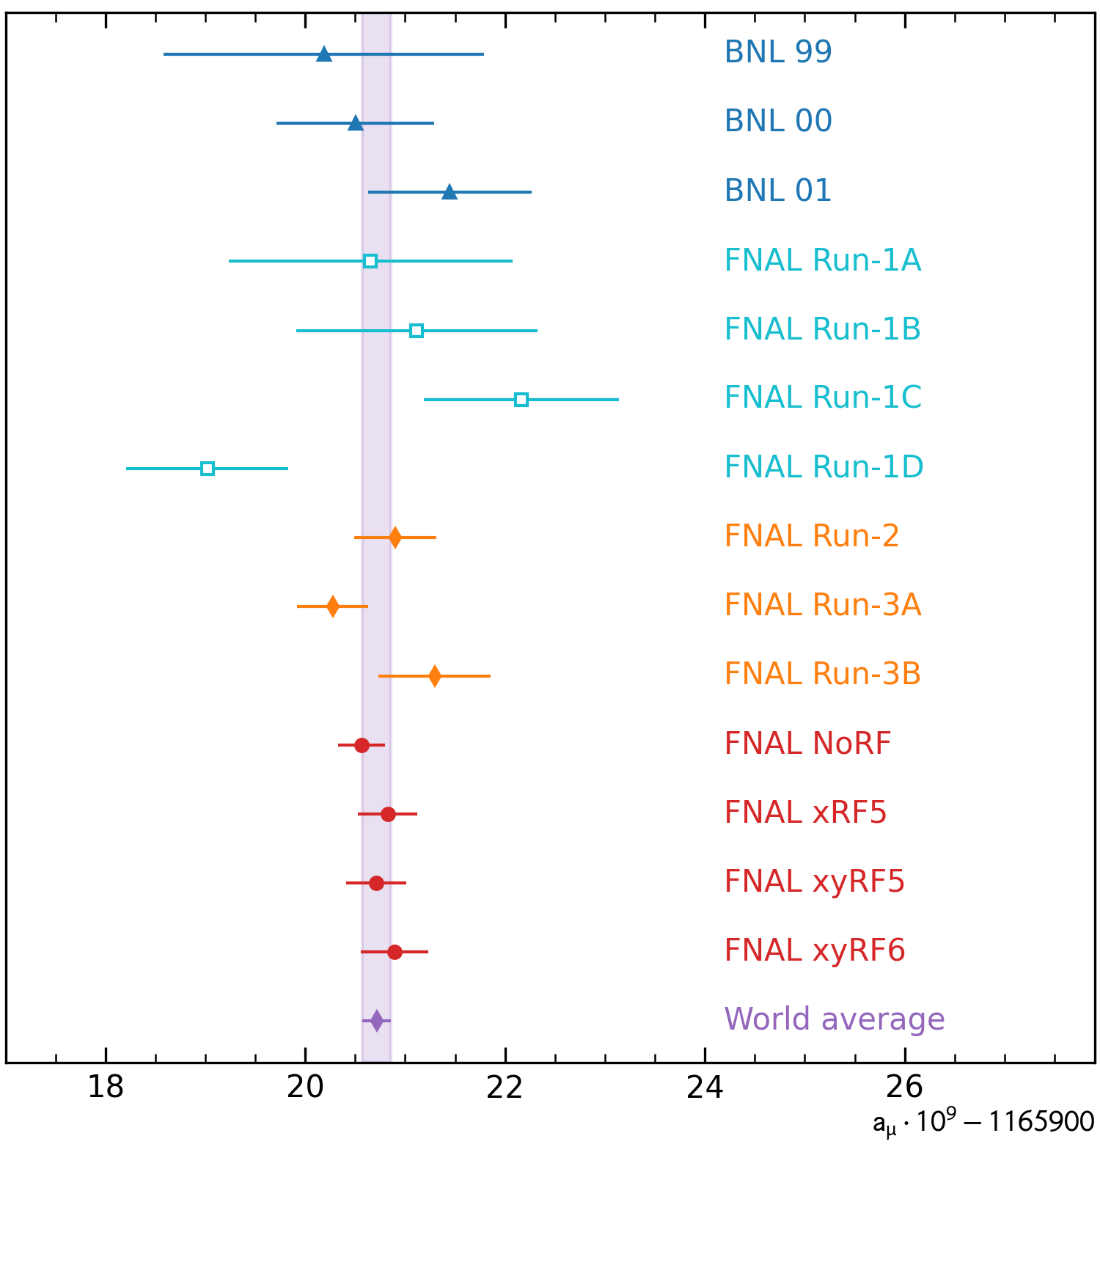 BNL 99
BNL 00
BNL 01
FNAL Run-1A
FNAL Run-1B
FNAL Run-1C
FNAL Run-1D
FNAL Run-2
FNAL Run-3A
FNAL Run-3B
FNAL NoRF
FNAL xRF5
FNAL xyRF5
FNAL xyRF6
World average
18 20 22 24 26
aμ · 10⁹ − 1165900